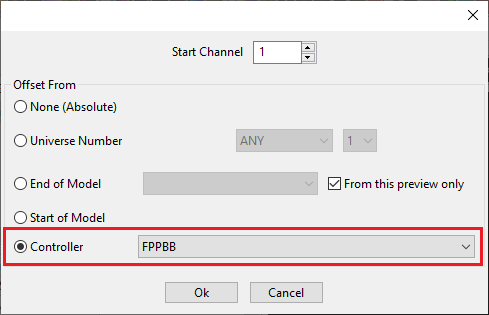 Start Channel 1
Offset From
None (Absolute)
Universe Number ANY 1
End of Model From this preview only
Start of Model
Controller FPPBB
Ok Cancel